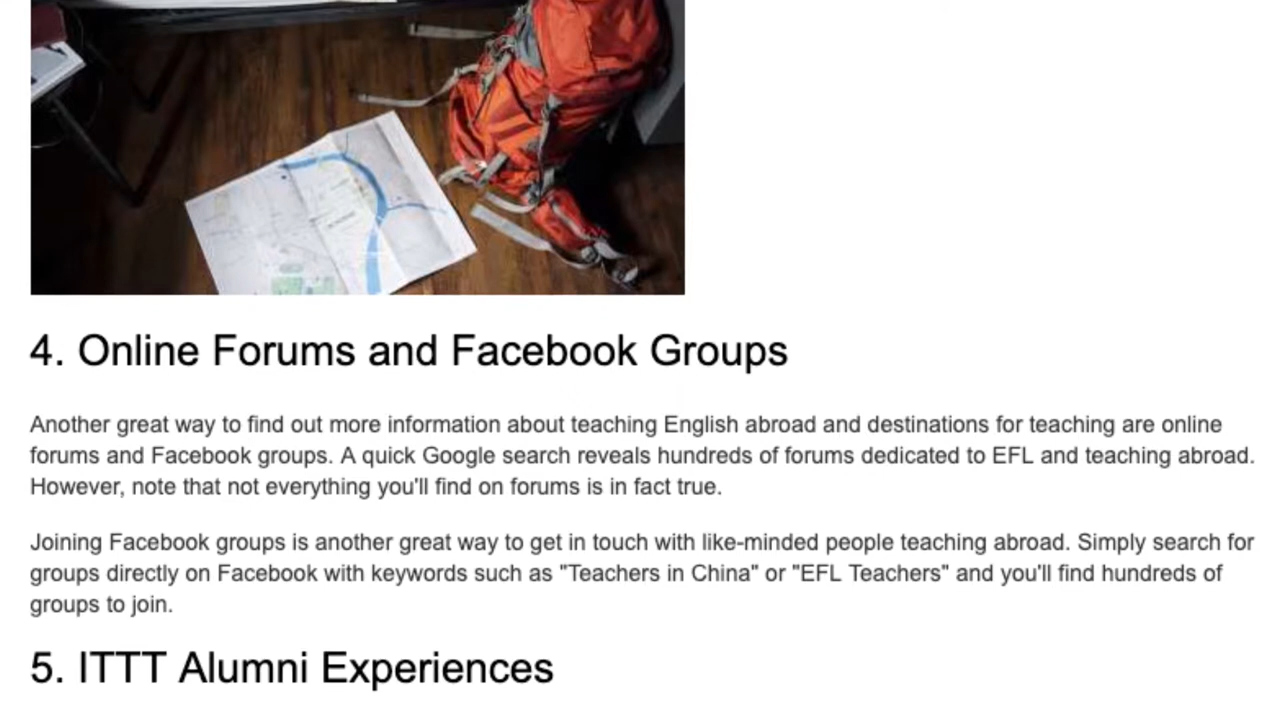 4. Online Forums and Facebook Groups
Another great way to find out more information about teaching English abroad and destinations for teaching are online
forums and Facebook groups. A quick Google search reveals hundreds of forums dedicated to EFL and teaching abroad.
However, note that not everything you'll find on forums is in fact true.
Joining Facebook groups is another great way to get in touch with like-minded people teaching abroad. Simply search for
groups directly on Facebook with keywords such as "Teachers in China" or "EFL Teachers" and you'll find hundreds of
groups to join.
5. ITTT Alumni Experiences